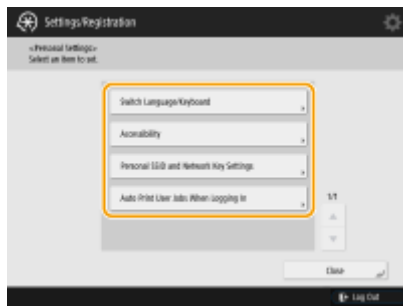 Settings/Registration
<Personal Settings>
Select an item to set.
Switch Language/Keyboard
Accessibility
Personal SSID and Network Key Settings
Auto Print User Jobs When Logging In
1/1
Close
Log Out